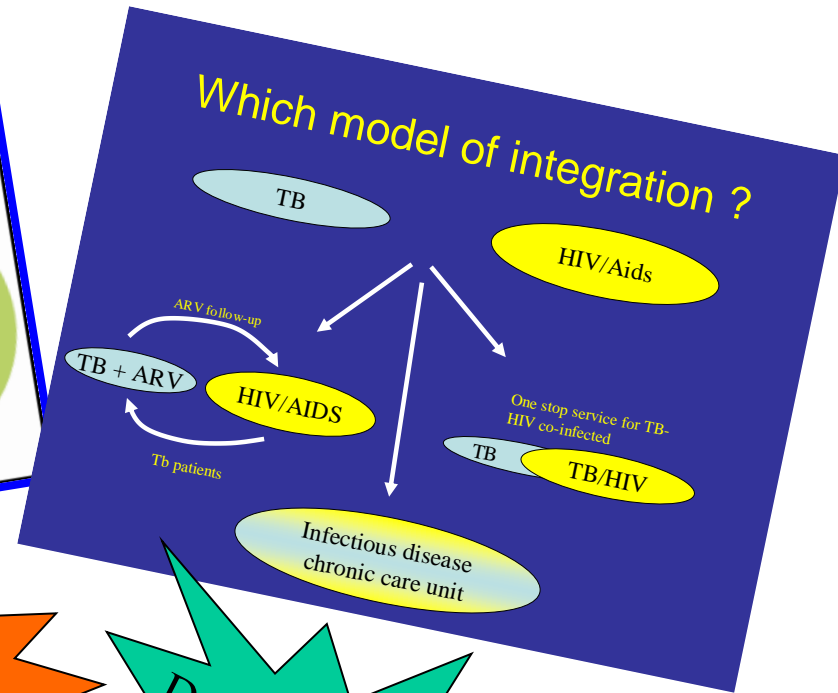 Which model of integration ?
TB
HIV/Aids
ARV follow-up
TB + ARV
HIV/AIDS
Tb patients
One stop service for TB-
HIV co-infected
TB
TB/HIV
Infectious disease
chronic care unit
D